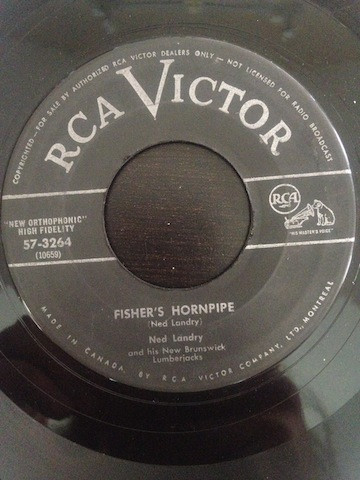 COPYRIGHTED—FOR SALE BY AUTHORIZED RCA VICTOR DEALERS ONLY — NOT LICENSED FOR RADIO BROADCAST
RCA VICTOR
RCA
"HIS MASTER'S VOICE"
"NEW ORTHOPHONIC"
HIGH FIDELITY
57-3264
(10659)
FISHER'S HORNPIPE
(Ned Landry)
Ned Landry
and his New Brunswick
Lumberjacks
MADE IN CANADA, BY RCA VICTOR COMPANY, LTD., MONTREAL